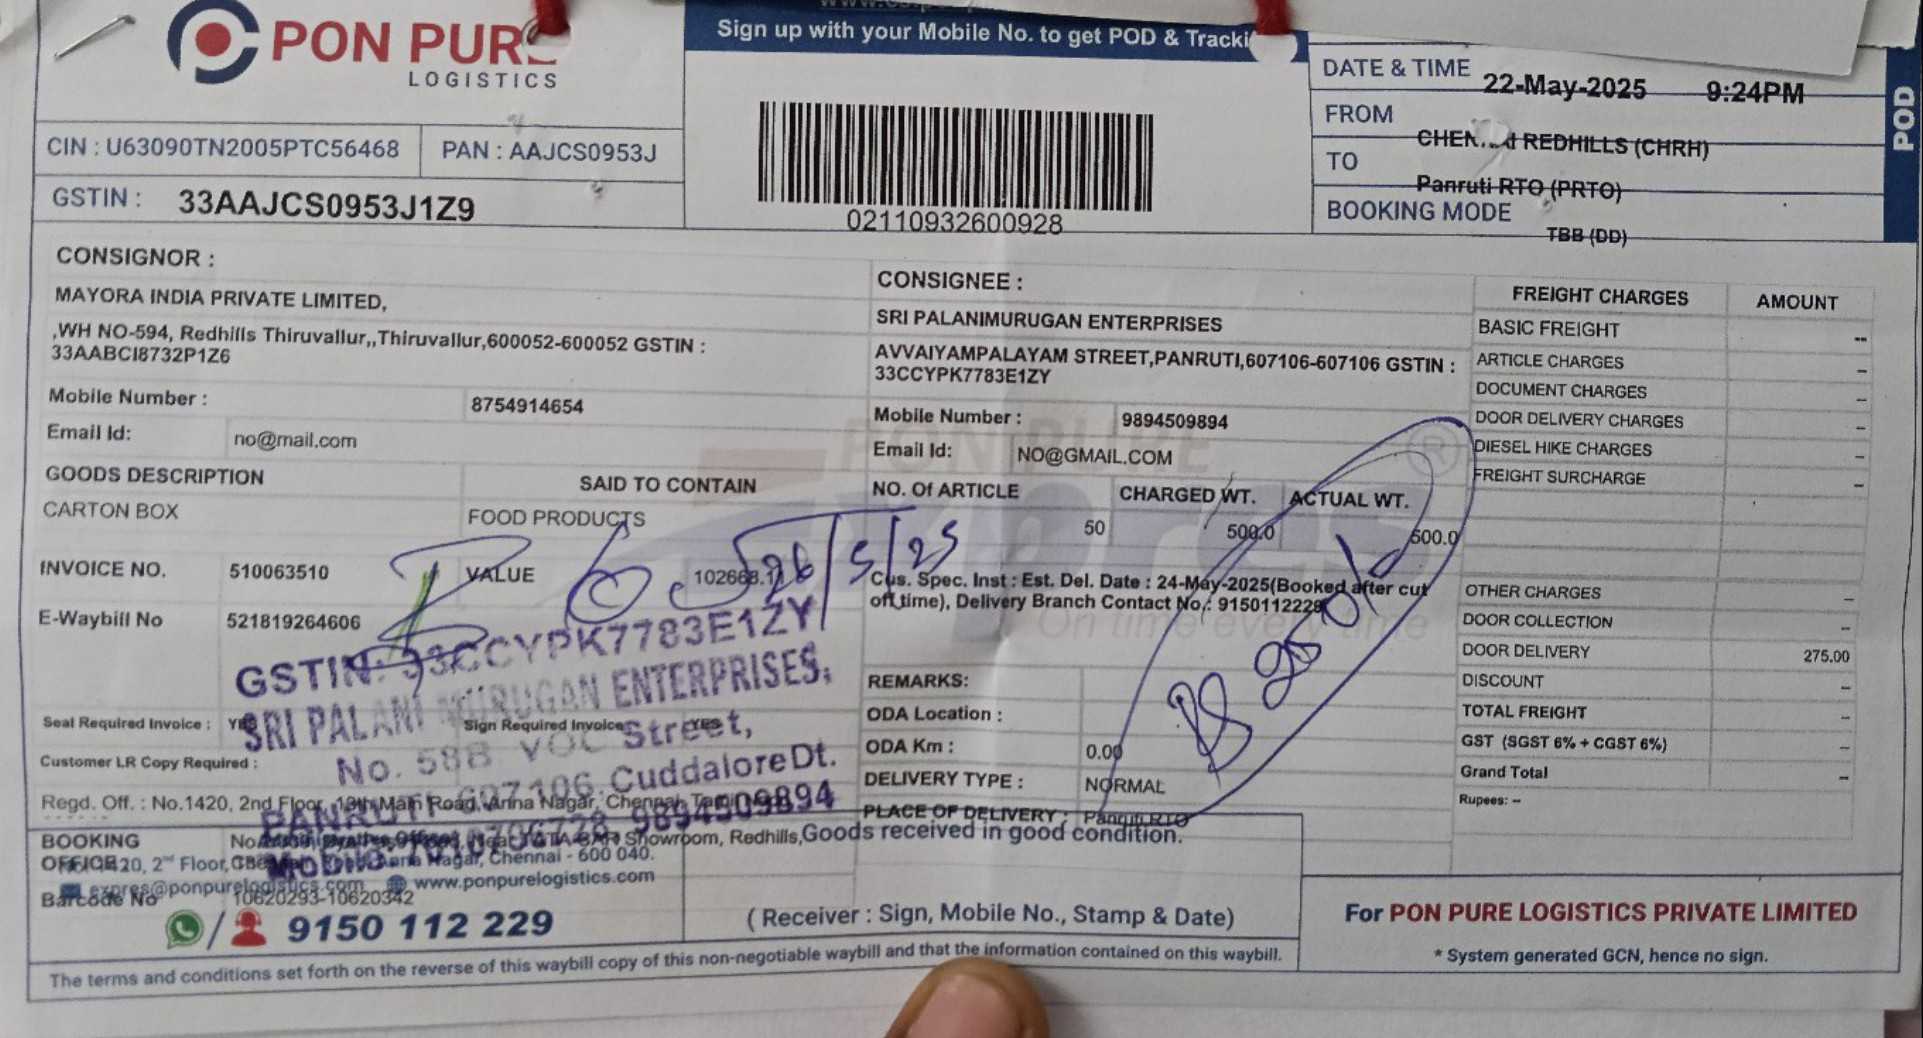 PON PURE
LOGISTICS
Sign up with your Mobile No. to get POD &
DATE & TIME 22-May-2025 9:24PM
FROM REDHILLS (CHRH)
TO Panruti RTO (PRTO)
BOOKING MODE TBB (DD)
POD
CIN : U63090TN2005PTC56468 PAN : AAJCS0953J
GSTIN : 33AAJCS0953J1Z9
02110932600928
CONSIGNOR :
MAYORA INDIA PRIVATE LIMITED,
,WH NO-594, Redhills Thiruvallur,,Thiruvallur,600052-600052 GSTIN :
33AABCI8732P1Z6
Mobile Number : 8754914654
Email Id: no@mail.com
CONSIGNEE :
SRI PALANIMURUGAN ENTERPRISES
AVVAIYAMPALAYAM STREET,PANRUTI,607106-607106 GSTIN :
33CCYPK7783E1ZY
Mobile Number : 9894509894
Email Id: NO@GMAIL.COM
GOODS DESCRIPTION SAID TO CONTAIN
CARTON BOX FOOD PRODUCTS
NO. Of ARTICLE CHARGED WT. ACTUAL WT.
50 500.0 500.0
INVOICE NO. 510063510 VALUE
E-Waybill No 521819264606
26/5/25
Cus. Spec. Inst : Est. Del. Date : 24-May-2025(Booked after cut
off time), Delivery Branch Contact No,: 9150112229
On time every time
GSTIN: 33CCYPK7783E1ZY
SRI PALANI MURUGAN ENTERPRISES,
No. 58B VOC Street,
PANRUTI-607106, Cuddalore Dt.
9894509894
Seal Required Invoice : YES Sign Required Invoice YES
Customer LR Copy Required :
Regd. Off. : No.1420, 2nd Floor, 13th Main Road, Anna Nagar, Chennai,
REMARKS:
ODA Location :
ODA Km : 0.00
DELIVERY TYPE : NORMAL
PLACE OF DELIVERY : Panruti RTO
FREIGHT CHARGES AMOUNT
BASIC FREIGHT --
ARTICLE CHARGES --
DOCUMENT CHARGES --
DOOR DELIVERY CHARGES --
DIESEL HIKE CHARGES --
FREIGHT SURCHARGE --
OTHER CHARGES --
DOOR COLLECTION --
DOOR DELIVERY 275.00
DISCOUNT --
TOTAL FREIGHT --
GST (SGST 6% + CGST 6%) --
Grand Total --
Rupees: --
BOOKING
OFFICE
Showroom, Redhills,
2nd Floor, Anna Nagar, Chennai - 600 040.
expres@ponpurelogistics.com www.ponpurelogistics.com
Barcode No 10620293-10620342
9150 112 229
Goods received in good condition.
( Receiver : Sign, Mobile No., Stamp & Date)
For PON PURE LOGISTICS PRIVATE LIMITED
* System generated GCN, hence no sign.
The terms and conditions set forth on the reverse of this waybill copy of this non-negotiable waybill and that the information contained on this waybill.